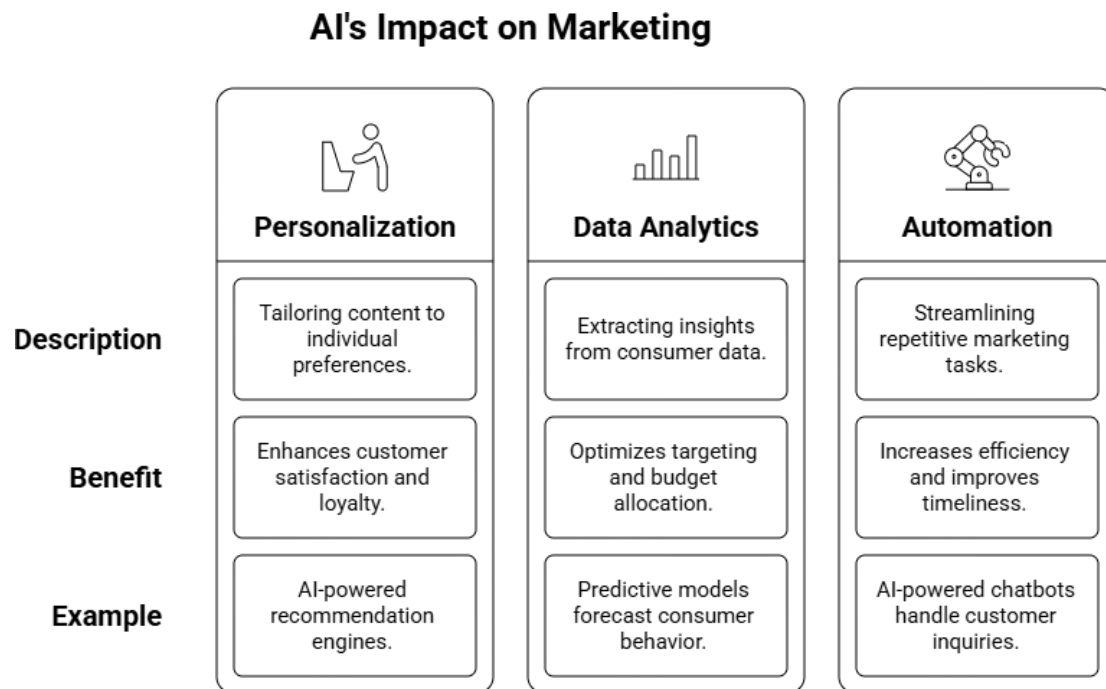 AI's Impact on Marketing
Personalization
Data Analytics
Automation
Description
Tailoring content to
individual
preferences.
Extracting insights
from consumer data.
Streamlining
repetitive marketing
tasks.
Benefit
Enhances customer
satisfaction and
loyalty.
Optimizes targeting
and budget
allocation.
Increases efficiency
and improves
timeliness.
Example
AI-powered
recommendation
engines.
Predictive models
forecast consumer
behavior.
AI-powered chatbots
handle customer
inquiries.